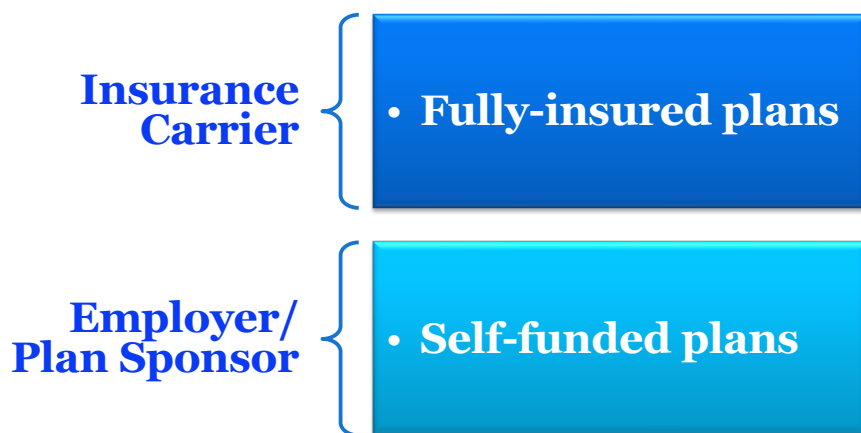 Insurance
Carrier
• Fully-insured plans
Employer/
Plan Sponsor
• Self-funded plans